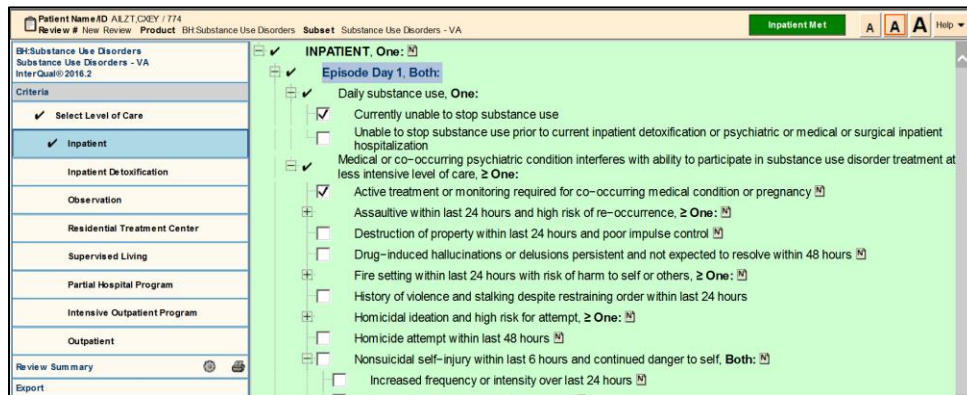 Patient Name/ID AILZT,CXEY / 774
Review # New Review Product BH:Substance Use Disorders Subset Substance Use Disorders - VA
Inpatient Met
A A A Help
BH:Substance Use Disorders
Substance Use Disorders - VA
InterQual® 2016.2
Criteria
Select Level of Care
Inpatient
Inpatient Detoxification
Observation
Residential Treatment Center
Supervised Living
Partial Hospital Program
Intensive Outpatient Program
Outpatient
Review Summary
Export
INPATIENT, One: N
Episode Day 1, Both:
Daily substance use, One:
Currently unable to stop substance use
Unable to stop substance use prior to current inpatient detoxification or psychiatric or medical or surgical inpatient
hospitalization
Medical or co-occurring psychiatric condition interferes with ability to participate in substance use disorder treatment at
less intensive level of care, ≥ One:
Active treatment or monitoring required for co-occurring medical condition or pregnancy N
Assaultive within last 24 hours and high risk of re-occurrence, ≥ One: N
Destruction of property within last 24 hours and poor impulse control N
Drug-induced hallucinations or delusions persistent and not expected to resolve within 48 hours N
Fire setting within last 24 hours with risk of harm to self or others, ≥ One: N
History of violence and stalking despite restraining order within last 24 hours
Homicidal ideation and high risk for attempt, ≥ One: N
Homicide attempt within last 48 hours N
Nonsuicidal self-injury within last 6 hours and continued danger to self, Both: N
Increased frequency or intensity over last 24 hours N